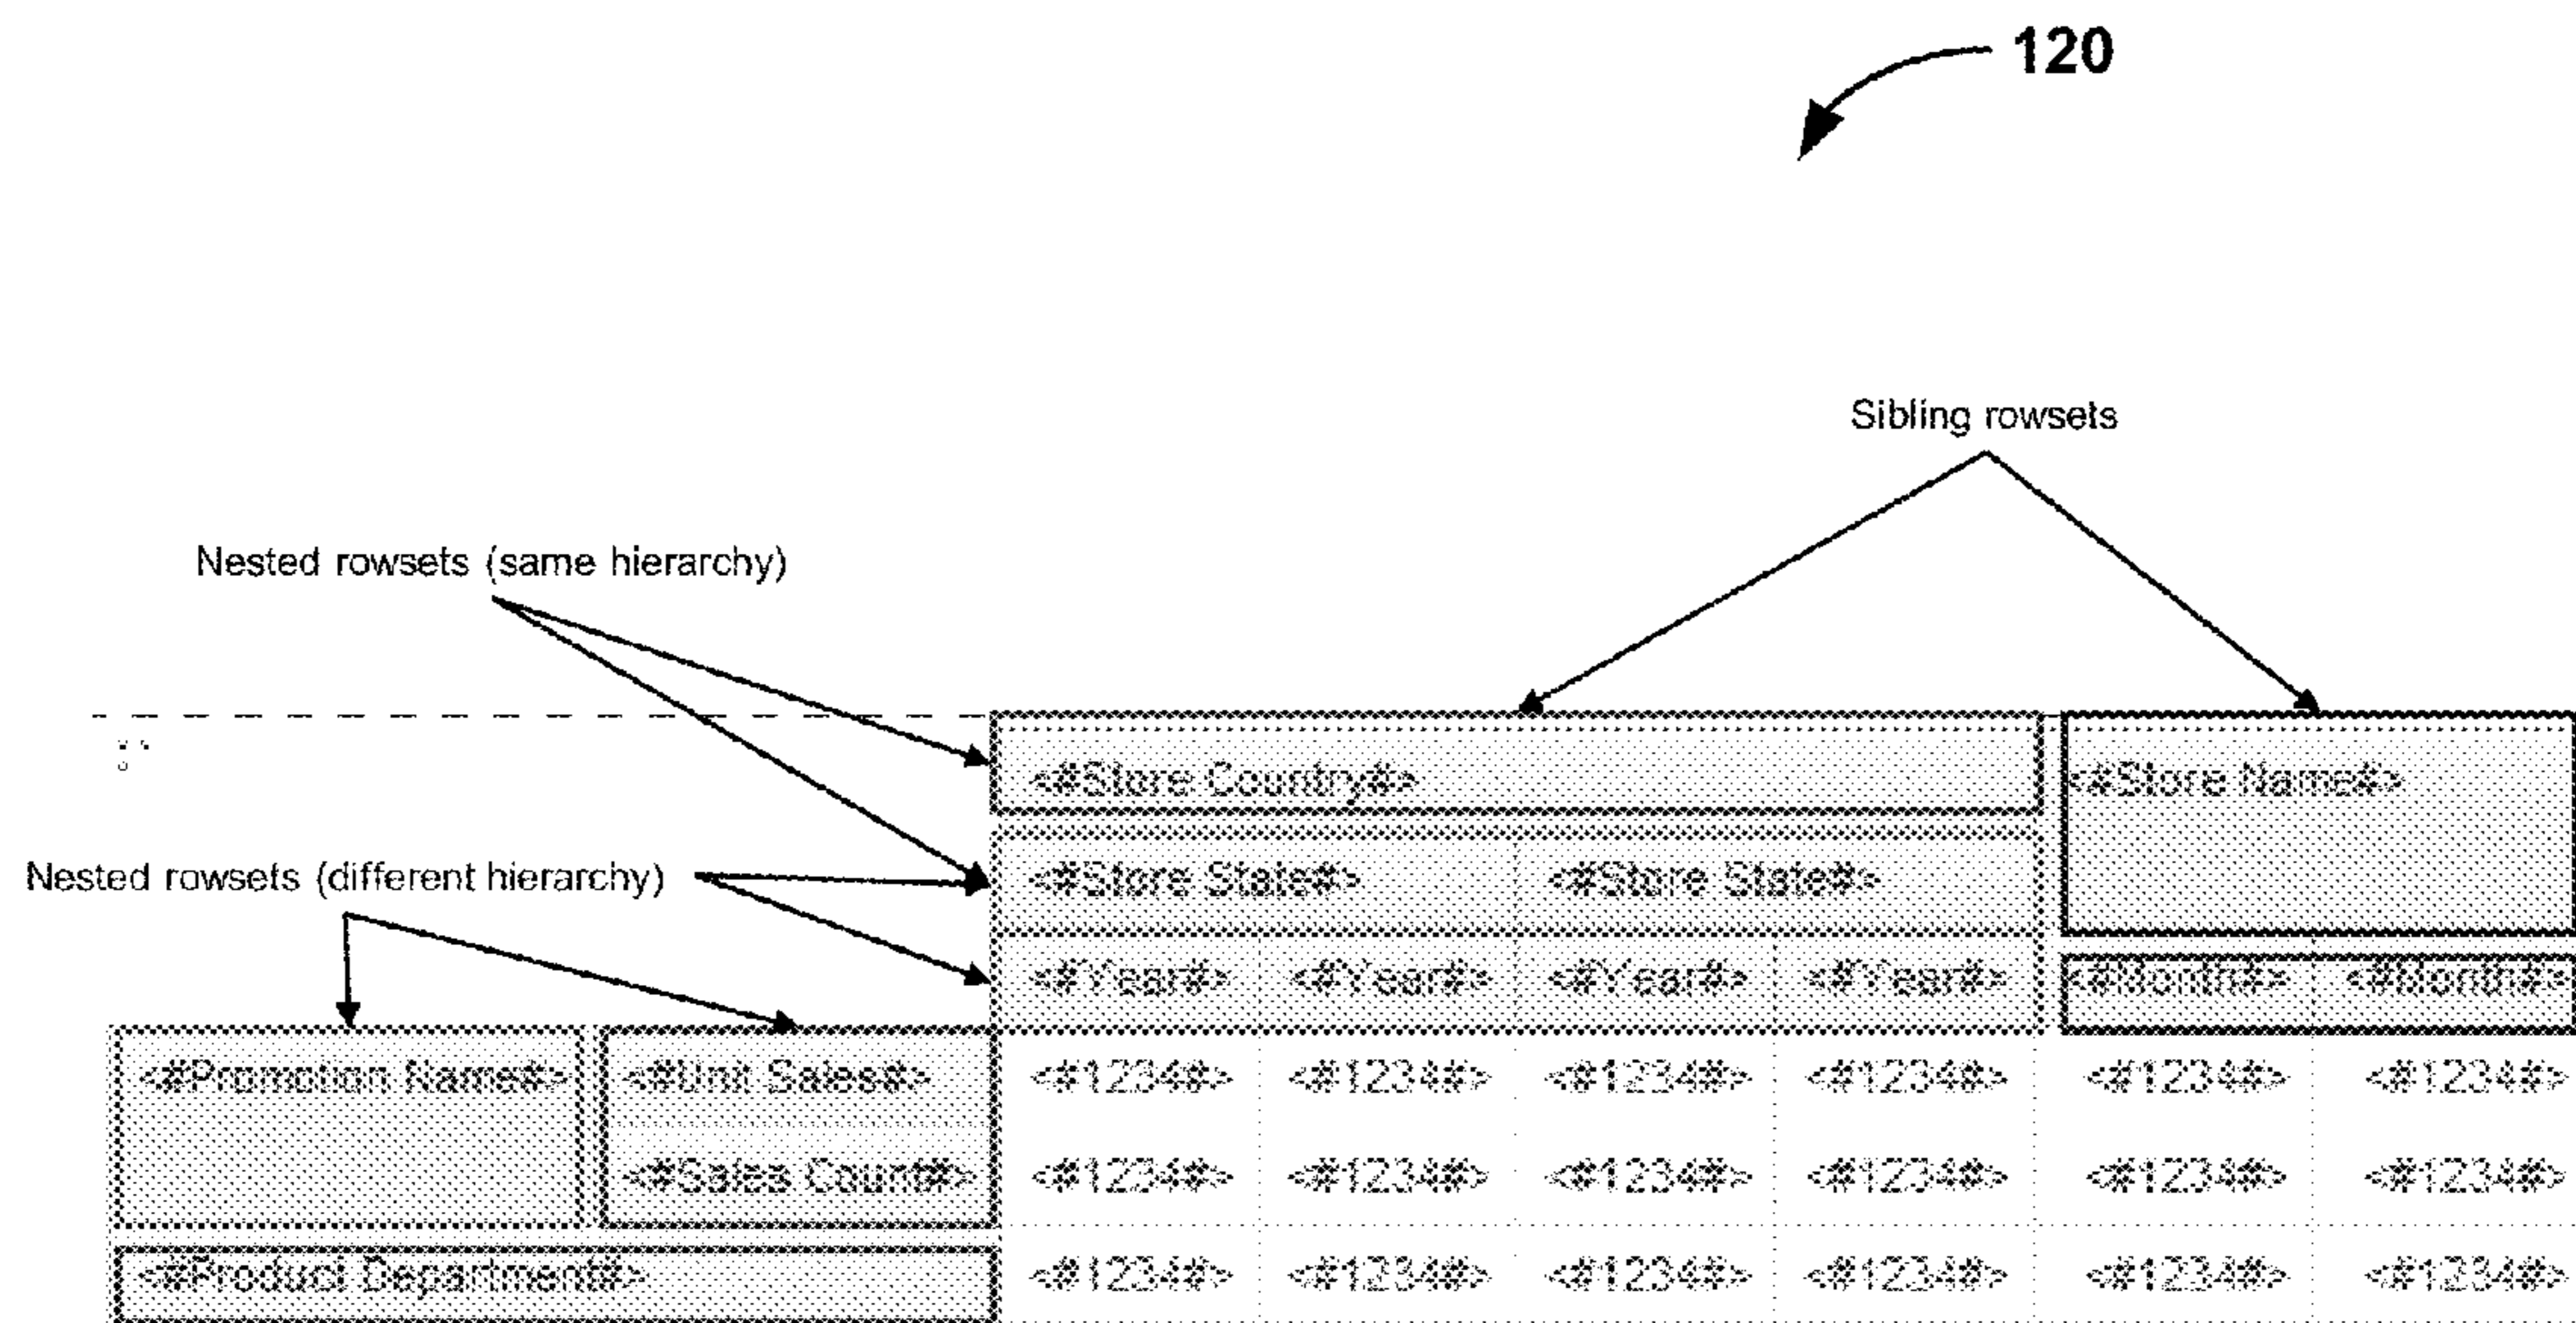 120
Sibling rowsets
Nested rowsets (same hierarchy)
<#Store Country#> <#Store Name#>
Nested rowsets (different hierarchy) <#Store State#> <#Store State#>
<#Year#> <#Year#> <#Year#> <#Year#> <#Month#> <#Month#>
<#Promotion Name#> <#Unit Sales#> <#1234#> <#1234#> <#1234#> <#1234#> <#1234#> <#1234#>
<#Sales Count#> <#1234#> <#1234#> <#1234#> <#1234#> <#1234#> <#1234#>
<#Product Department#> <#1234#> <#1234#> <#1234#> <#1234#> <#1234#> <#1234#>